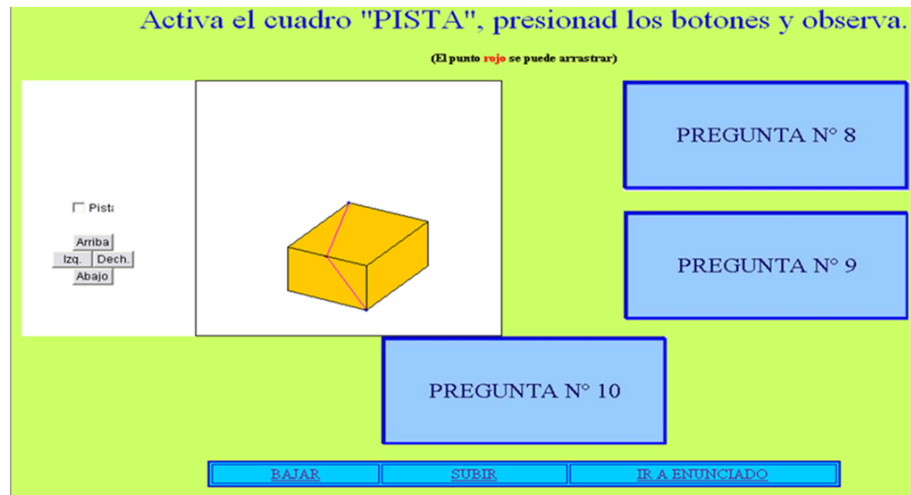 Activa el cuadro "PISTA", presionad los botones y observa.
(El punto rojo se puede arrastrar)
PREGUNTA N° 8
Pista
Arriba
Izq. Dech.
Abajo
PREGUNTA N° 9
PREGUNTA N° 10
BAJAR SUBIR IR A ENUNCIADO